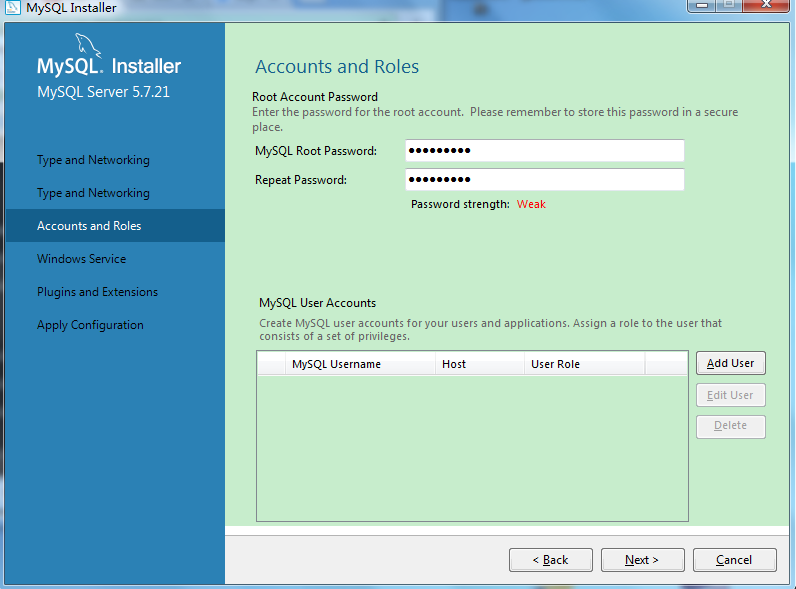 MySQL Installer
MySQL. Installer
MySQL Server 5.7.21
Type and Networking
Type and Networking
Accounts and Roles
Windows Service
Plugins and Extensions
Apply Configuration
Accounts and Roles
Root Account Password
Enter the password for the root account.  Please remember to store this password in a secure
place.
MySQL Root Password: ●●●●●●●●●
Repeat Password: ●●●●●●●●●
Password strength: Weak
MySQL User Accounts
Create MySQL user accounts for your users and applications. Assign a role to the user that
consists of a set of privileges.
MySQL Username Host User Role
Add User
Edit User
Delete
< Back Next > Cancel